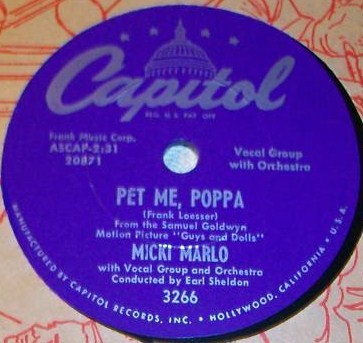 Capitol
REG. U.S. PAT. OFF.
Frank Music Corp.
ASCAP-2:31
20871
Vocal Group
with Orchestra
PET ME, POPPA
(Frank Loesser)
From the Samuel Goldwyn
Motion Picture "Guys and Dolls"
MICKI MARLO
with Vocal Group and Orchestra
Conducted by Earl Sheldon
3266
MANUFACTURED BY CAPITOL RECORDS, INC. • HOLLYWOOD, CALIFORNIA • U.S.A.